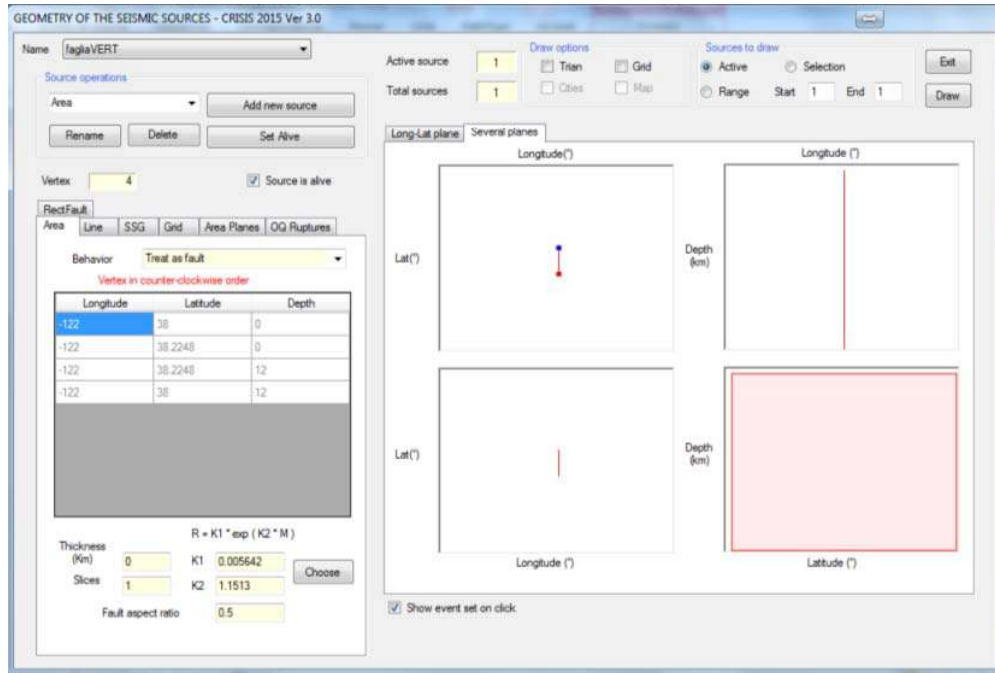 GEOMETRY OF THE SEISMIC SOURCES - CRISIS 2015 Ver 3.0
Name fagliaVERT
Source operations
Area Add new source
Rename Delete Set Alive
Vertex 4 Source is alive
RectFault
Area Line SSG Grid Area Planes OQ Ruptures
Behavior Treat as fault
Vertex in counter-clockwise order
Longitude Latitude Depth
-122 38 0
-122 38.2248 0
-122 38.2248 12
-122 38 12
R = K1 * exp ( K2 * M )
Thickness
(Km) 0 K1 0.005642
Choose
Slices 1 K2 1.1513
Fault aspect ratio 0.5
Active source 1
Total sources 1
Draw options
Trian Grid
Cities Map
Sources to draw
Active Selection
Range Start 1 End 1
Exit
Draw
Long-Lat plane Several planes
Longitude(°) Longitude (°)
Lat(°) Depth
(km)
Lat(°) Depth
(km)
Longitude (°) Latitude (°)
Show event set on click